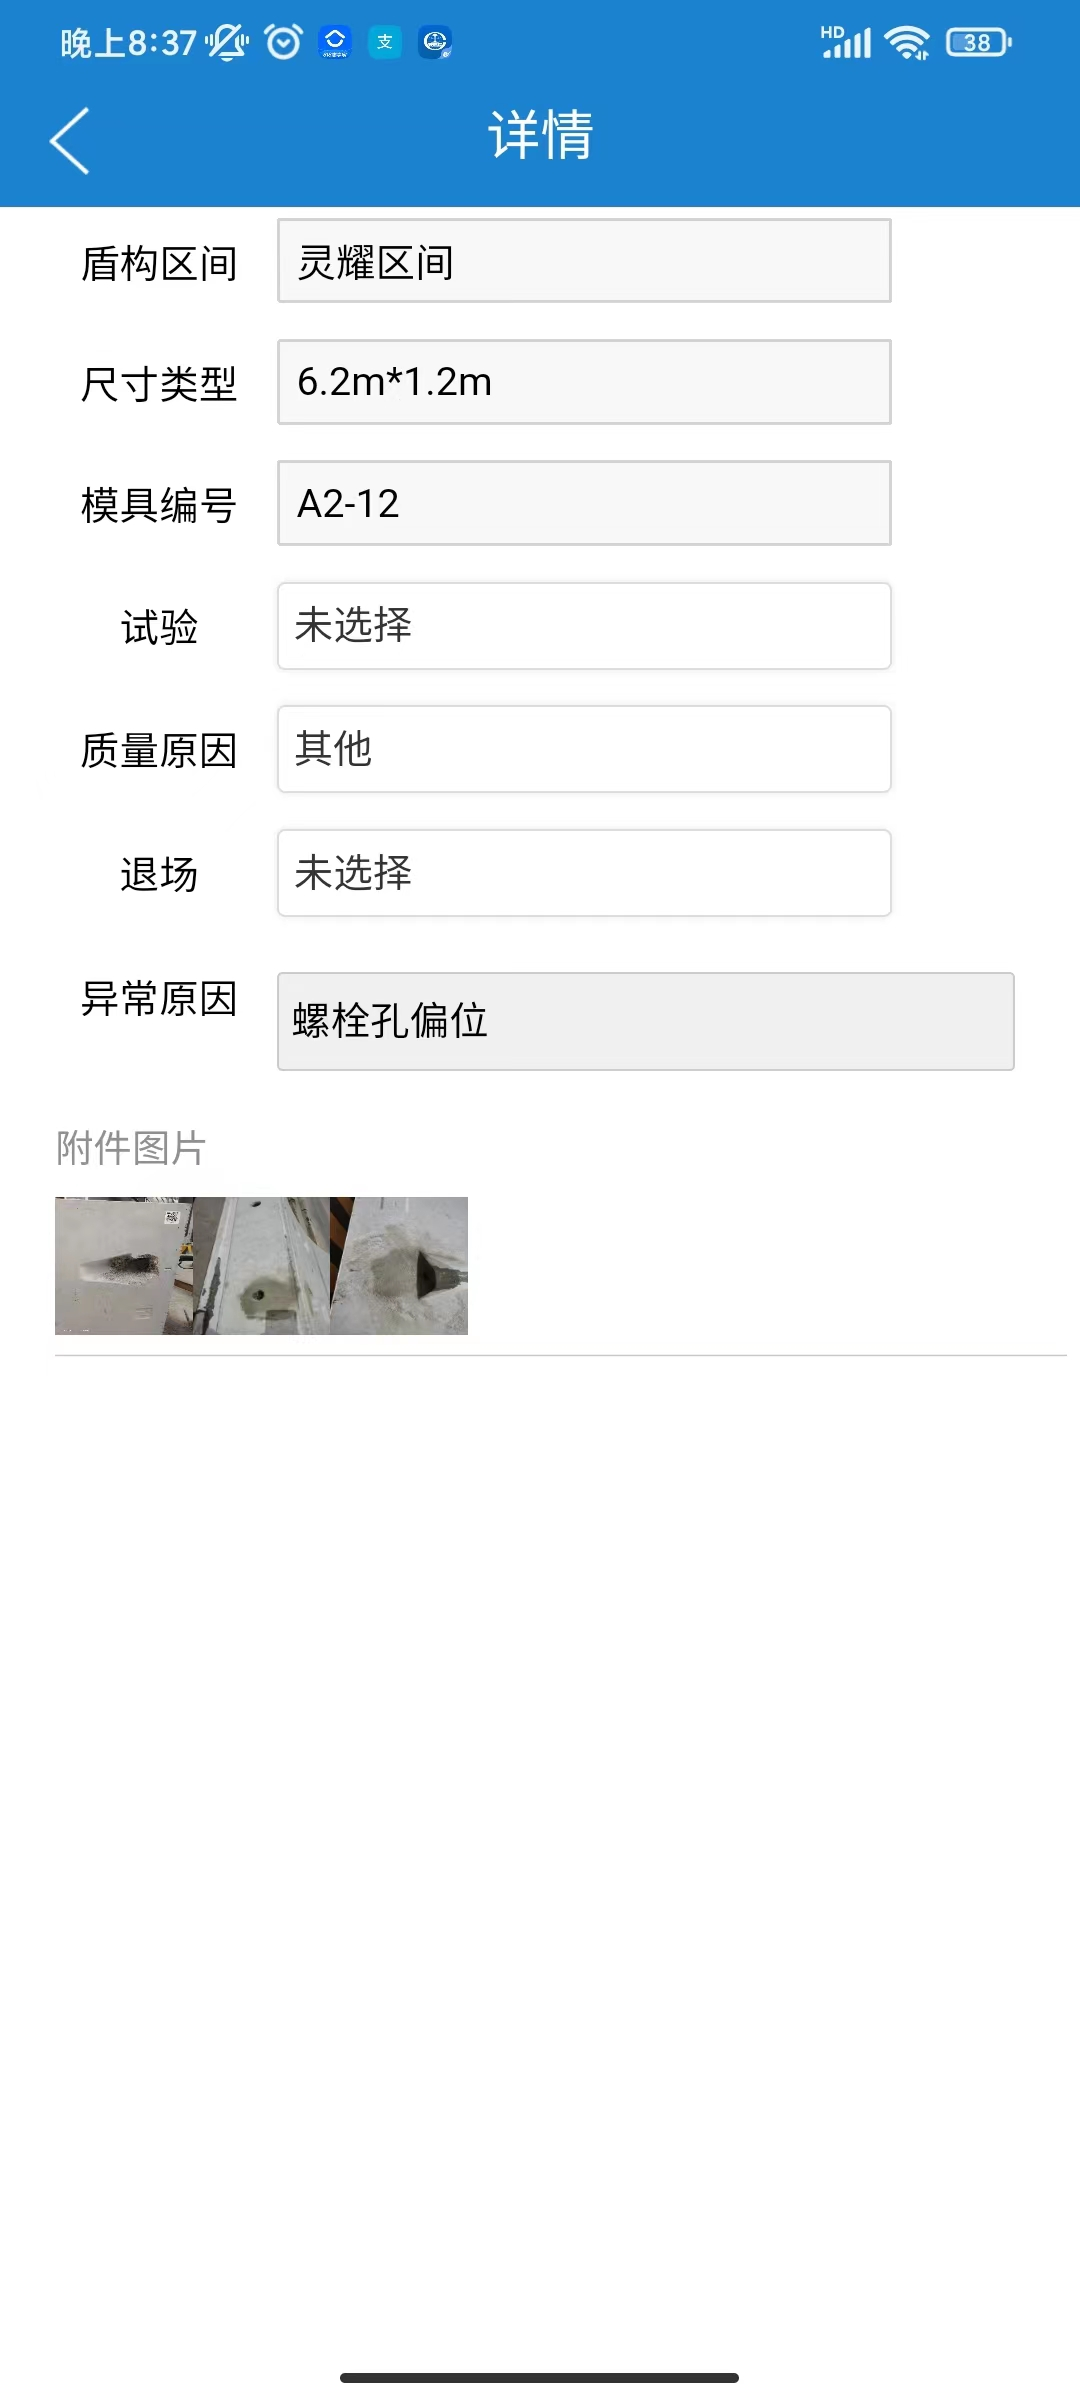 晚上8:37 支 HD 38
详情
盾构区间 灵耀区间
尺寸类型 6.2m*1.2m
模具编号 A2-12
试验 未选择
质量原因 其他
退场 未选择
异常原因 螺栓孔偏位
附件图片